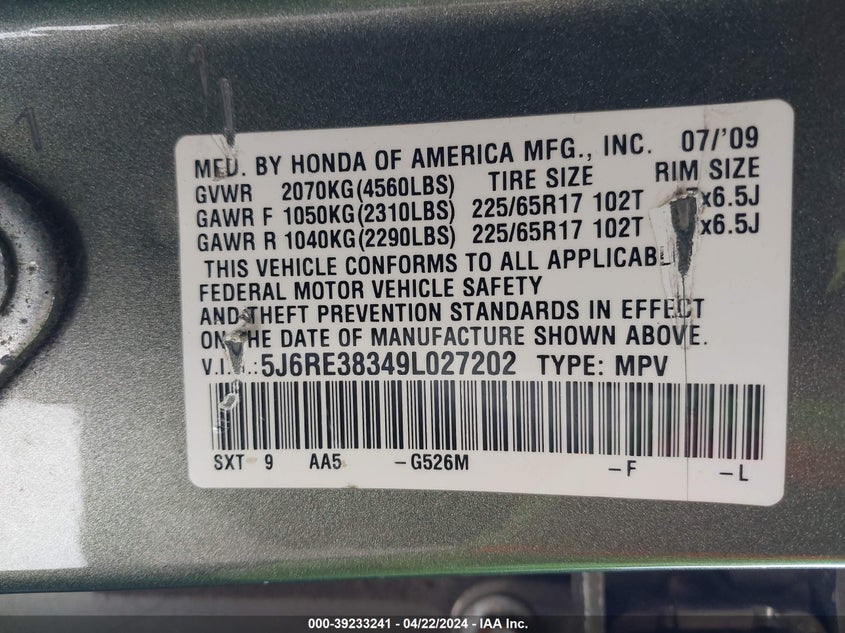 MFD. BY HONDA OF AMERICA MFG., INC. 07/'09
GVWR 2070KG(4560LBS) TIRE SIZE RIM SIZE
GAWR F 1050KG(2310LBS) 225/65R17 102T x6.5J
GAWR R 1040KG(2290LBS) 225/65R17 102T x6.5J
THIS VEHICLE CONFORMS TO ALL APPLICABL
FEDERAL MOTOR VEHICLE SAFETY
AND THEFT PREVENTION STANDARDS IN EFFECT
ON THE DATE OF MANUFACTURE SHOWN ABOVE.
V.I.N.:5J6RE38349L027202 TYPE: MPV
SXT 9 AA5 -G526M -F -L
000-39233241 - 04/22/2024 - IAA Inc.